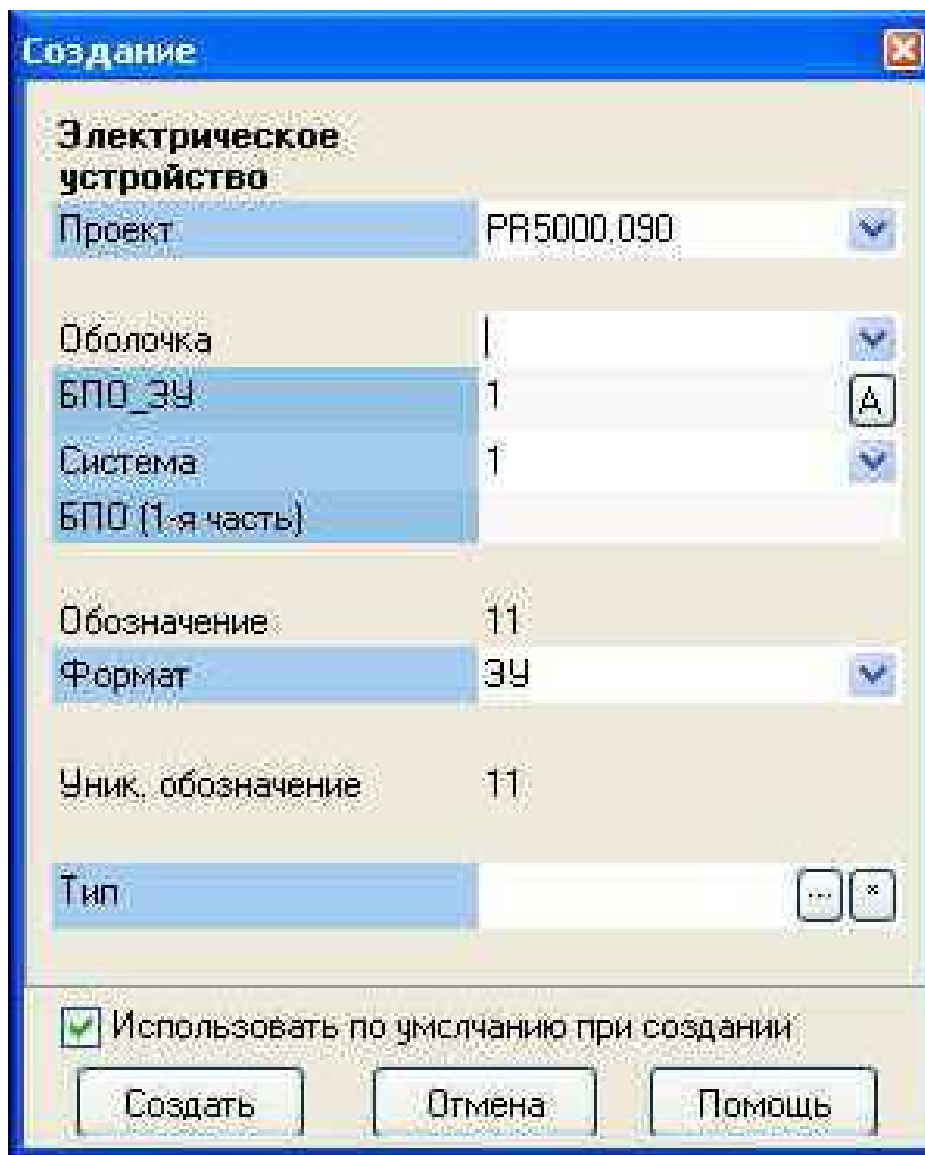 Создание
Электрическое
устройство
Проект PR5000.090
Оболочка
БПО_ЭУ 1 A
Система 1
БПО (1-я часть)
Обозначение 11
Формат ЭУ
Уник. обозначение 11
Тип ...
Использовать по умолчанию при создании
Создать Отмена Помощь